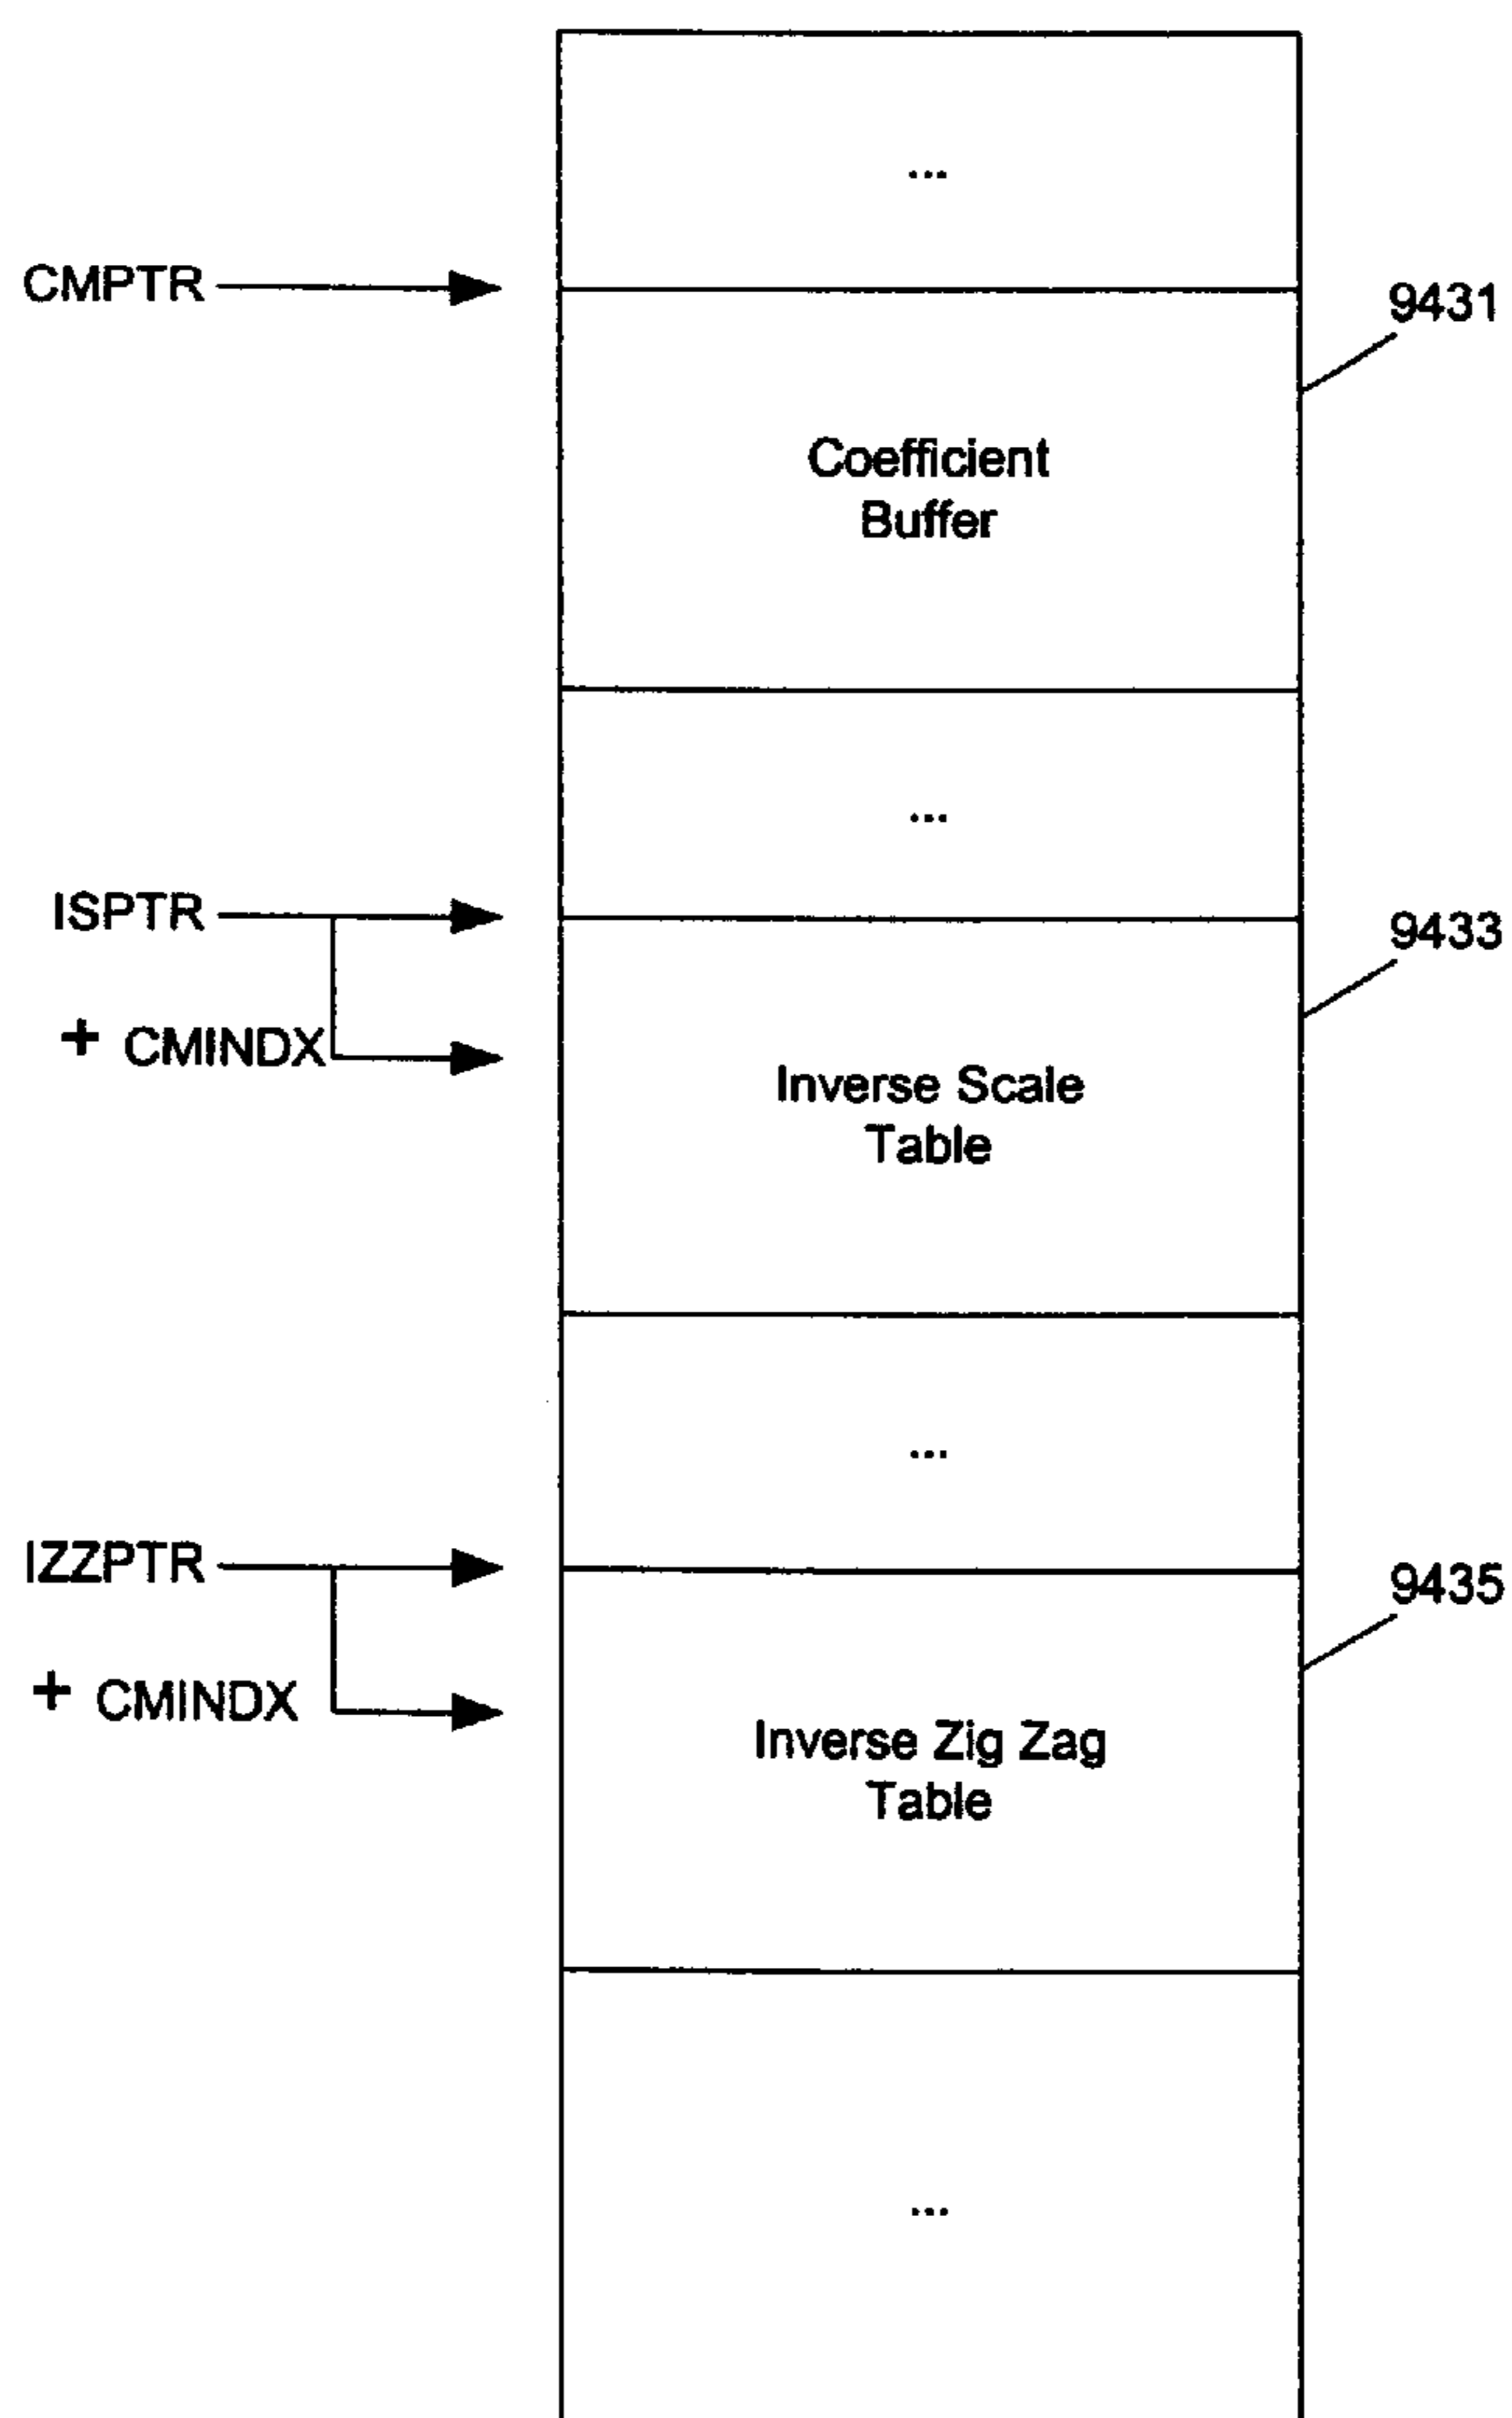 ...
CMPTR
9431
Coefficient
Buffer
...
ISPTR
9433
+ CMINDX
Inverse Scale
Table
...
IZZPTR
9435
+ CMINDX
Inverse Zig Zag
Table
...